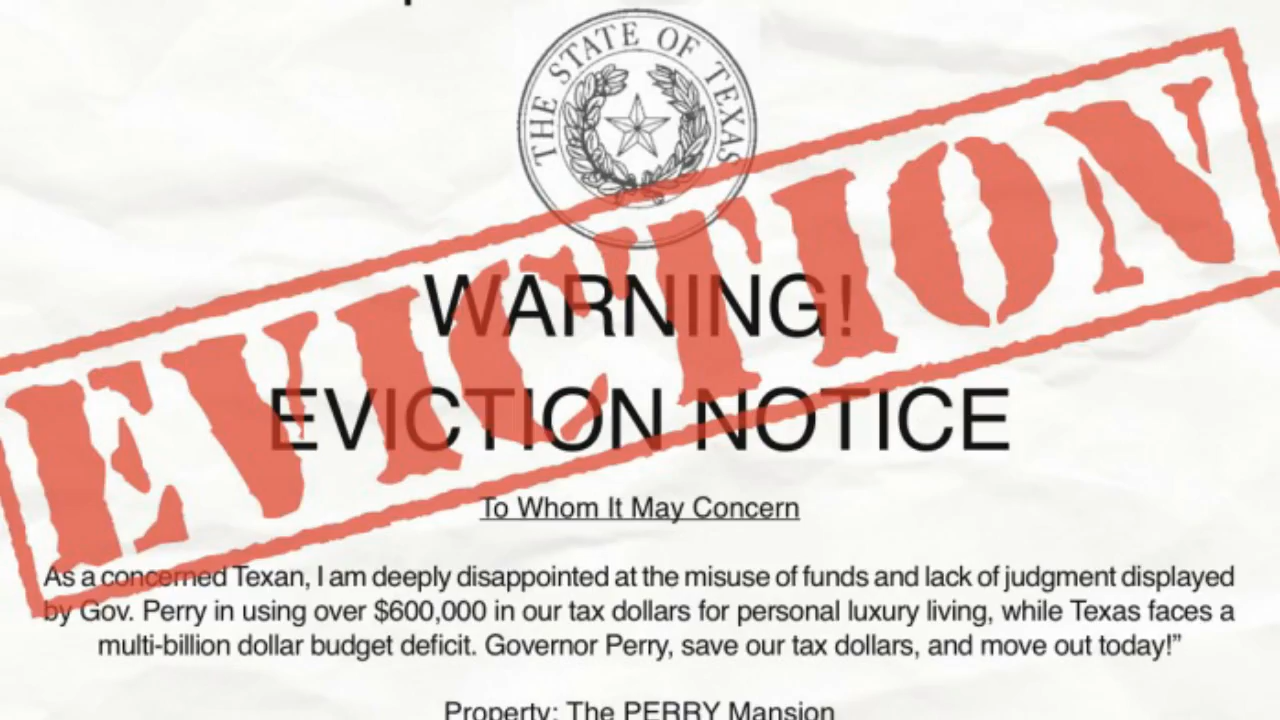 THE STATE OF TEXAS
EVICTION
WARNING!
EVICTION NOTICE
To Whom It May Concern
As a concerned Texan, I am deeply disappointed at the misuse of funds and lack of judgment displayed
by Gov. Perry in using over $600,000 in our tax dollars for personal luxury living, while Texas faces a
multi-billion dollar budget deficit. Governor Perry, save our tax dollars, and move out today!”
Property: The PERRY Mansion